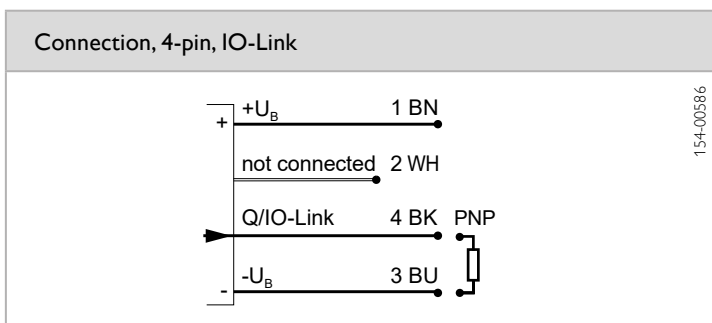 Connection, 4-pin, IO-Link
154-00586
+U_B 1 BN
+
not connected 2 WH
Q/IO-Link 4 BK PNP
-U_B 3 BU
-